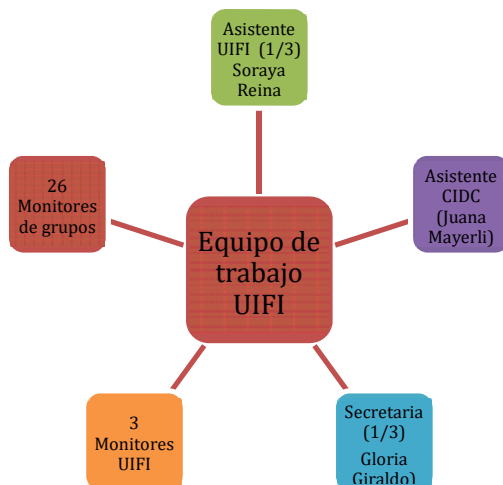 Asistente
UIFI (1/3)
Soraya
Reina
26
Monitores
de grupos
Asistente
CIDC
(Juana
Mayerli)
Equipo de
trabajo
UIFI
3
Monitores
UIFI
Secretaria
(1/3)
Gloria
Giraldo)